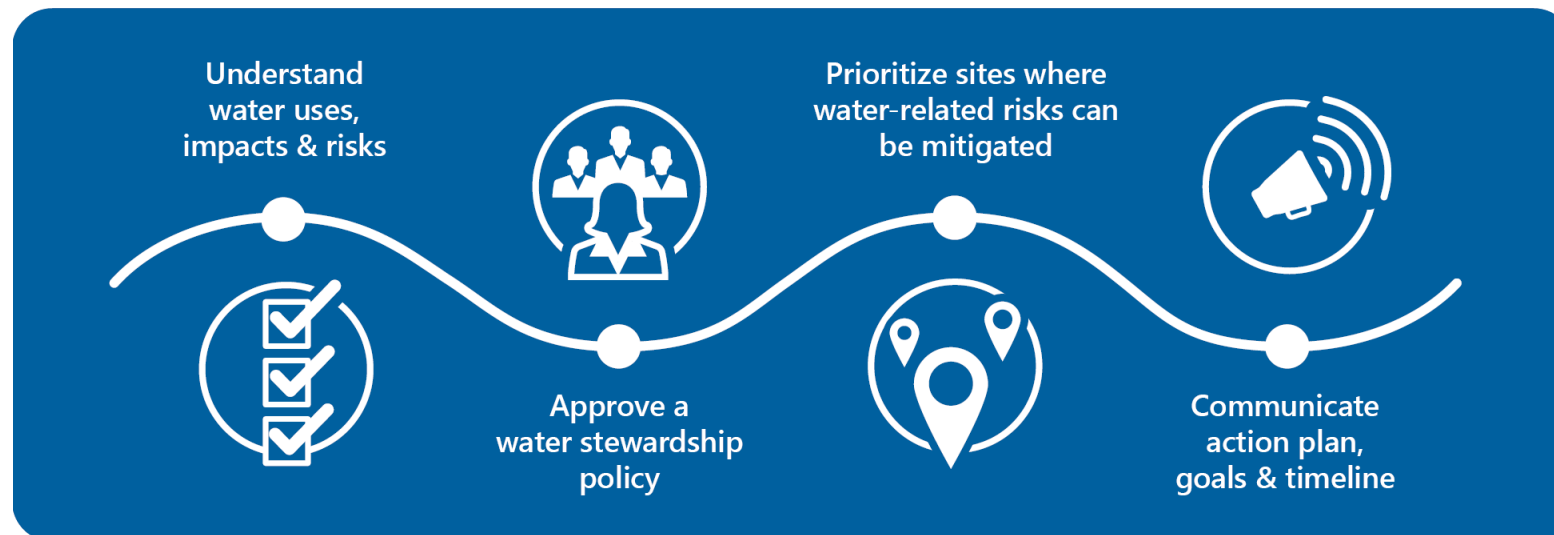 Understand
water uses,
impacts & risks
Approve a
water stewardship
policy
Prioritize sites where
water-related risks can
be mitigated
Communicate
action plan,
goals & timeline